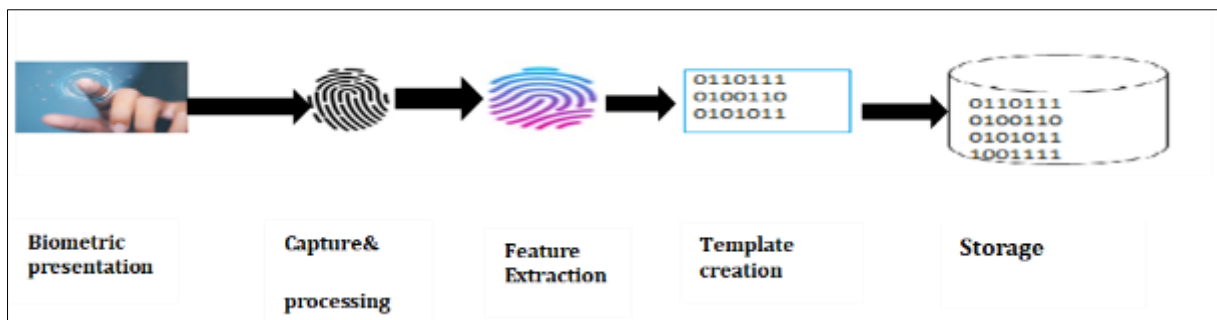 0110111
0100110
0101011
0110111
0100110
0101011
1001111
Biometric
presentation
Capture&
processing
Feature
Extraction
Template
creation
Storage